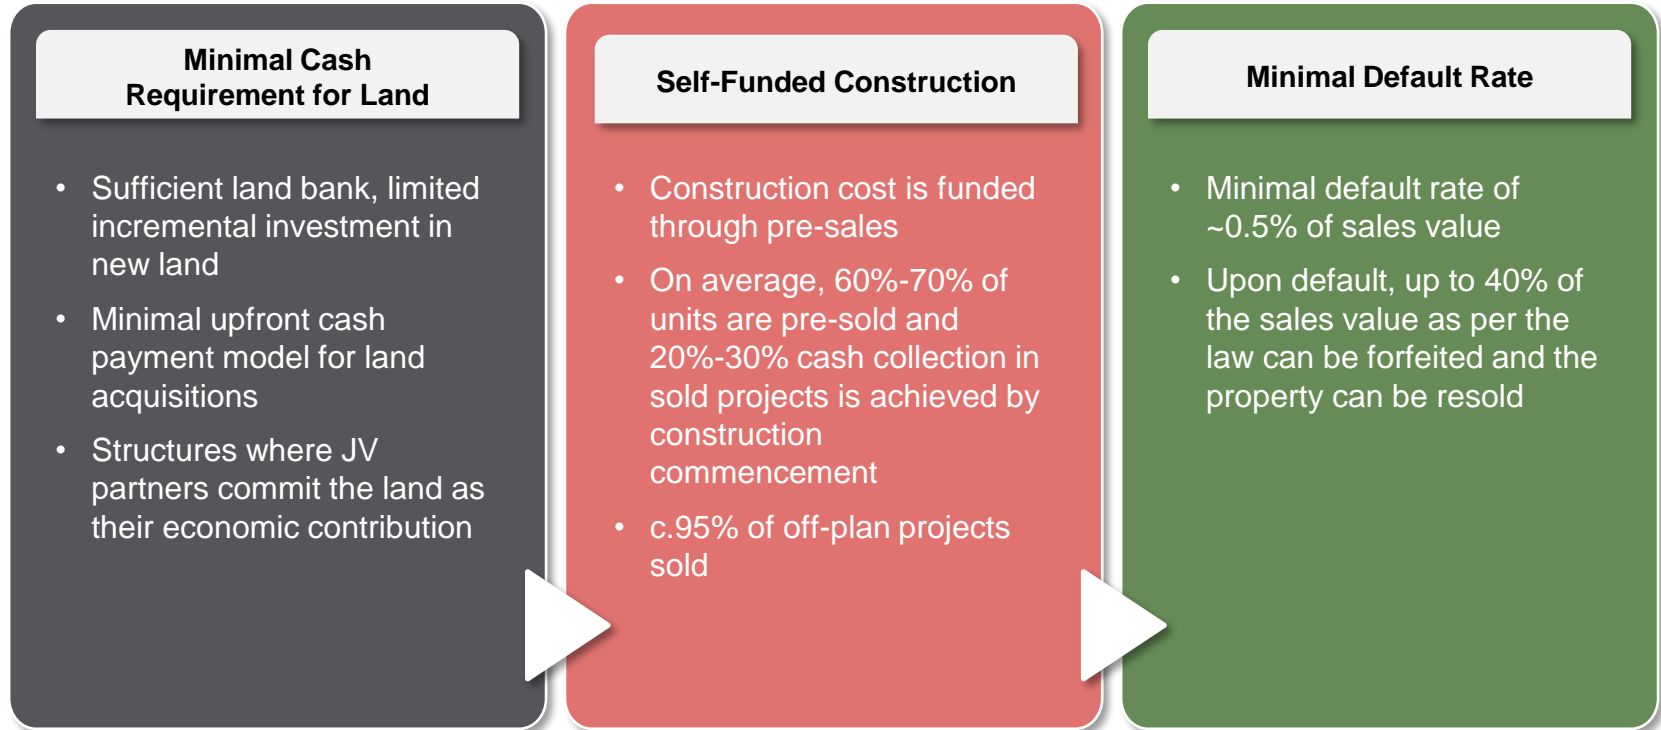 Minimal Cash
Requirement for Land
• Sufficient land bank, limited
incremental investment in
new land
• Minimal upfront cash
payment model for land
acquisitions
• Structures where JV
partners commit the land as
their economic contribution
Self-Funded Construction
• Construction cost is funded
through pre-sales
• On average, 60%-70% of
units are pre-sold and
20%-30% cash collection in
sold projects is achieved by
construction
commencement
• c.95% of off-plan projects
sold
Minimal Default Rate
• Minimal default rate of
~0.5% of sales value
• Upon default, up to 40% of
the sales value as per the
law can be forfeited and the
property can be resold